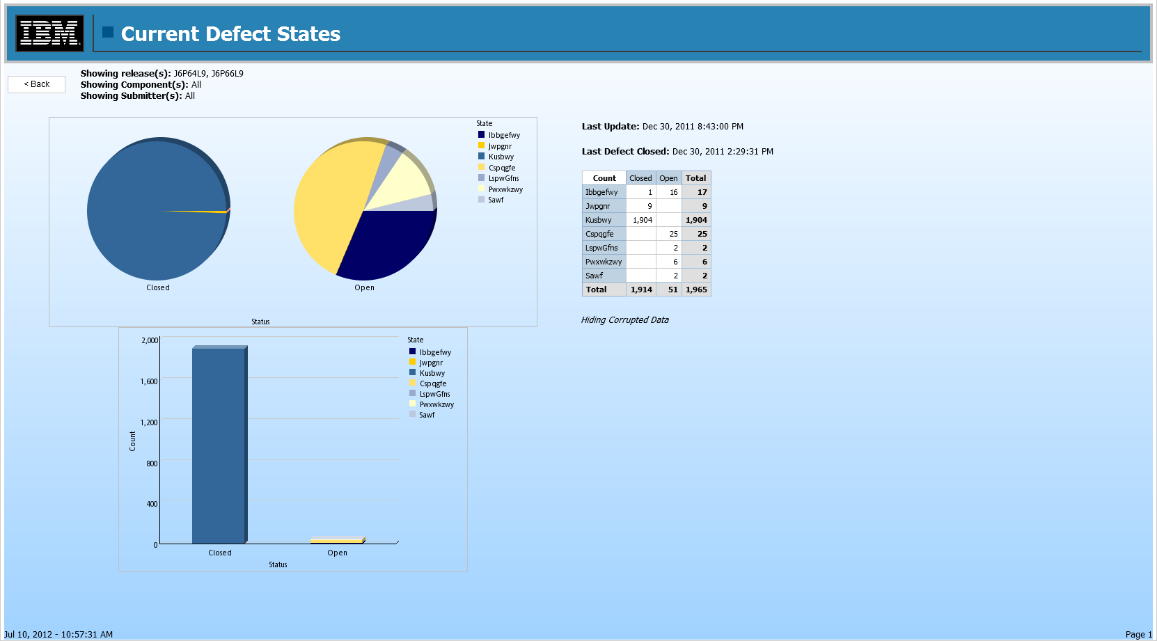 IBM
Current Defect States
< Back
Showing release(s): J6P64L9, J6P66L9
Showing Component(s): All
Showing Submitter(s): All
State
Ibbgefwy
Jwpgnr
Kusbwy
Cspqgfe
LspwGfns
Pwxwkzwy
Sawf
Closed
Open
Status
Last Update: Dec 30, 2011 8:43:00 PM
Last Defect Closed: Dec 30, 2011 2:29:31 PM
Count Closed Open Total
Ibbgefwy 1 16 17
Jwpgnr 9 9
Kusbwy 1,904 1,904
Cspqgfe 25 25
LspwGfns 2 2
Pwxwkzwy 6 6
Sawf 2 2
Total 1,914 51 1,965
Hiding Corrupted Data
State
Ibbgefwy
Jwpgnr
Kusbwy
Cspqgfe
LspwGfns
Pwxwkzwy
Sawf
2,000
1,600
1,200
800
400
0
Count
Closed
Open
Status
Jul 10, 2012 - 10:57:31 AM
Page 1